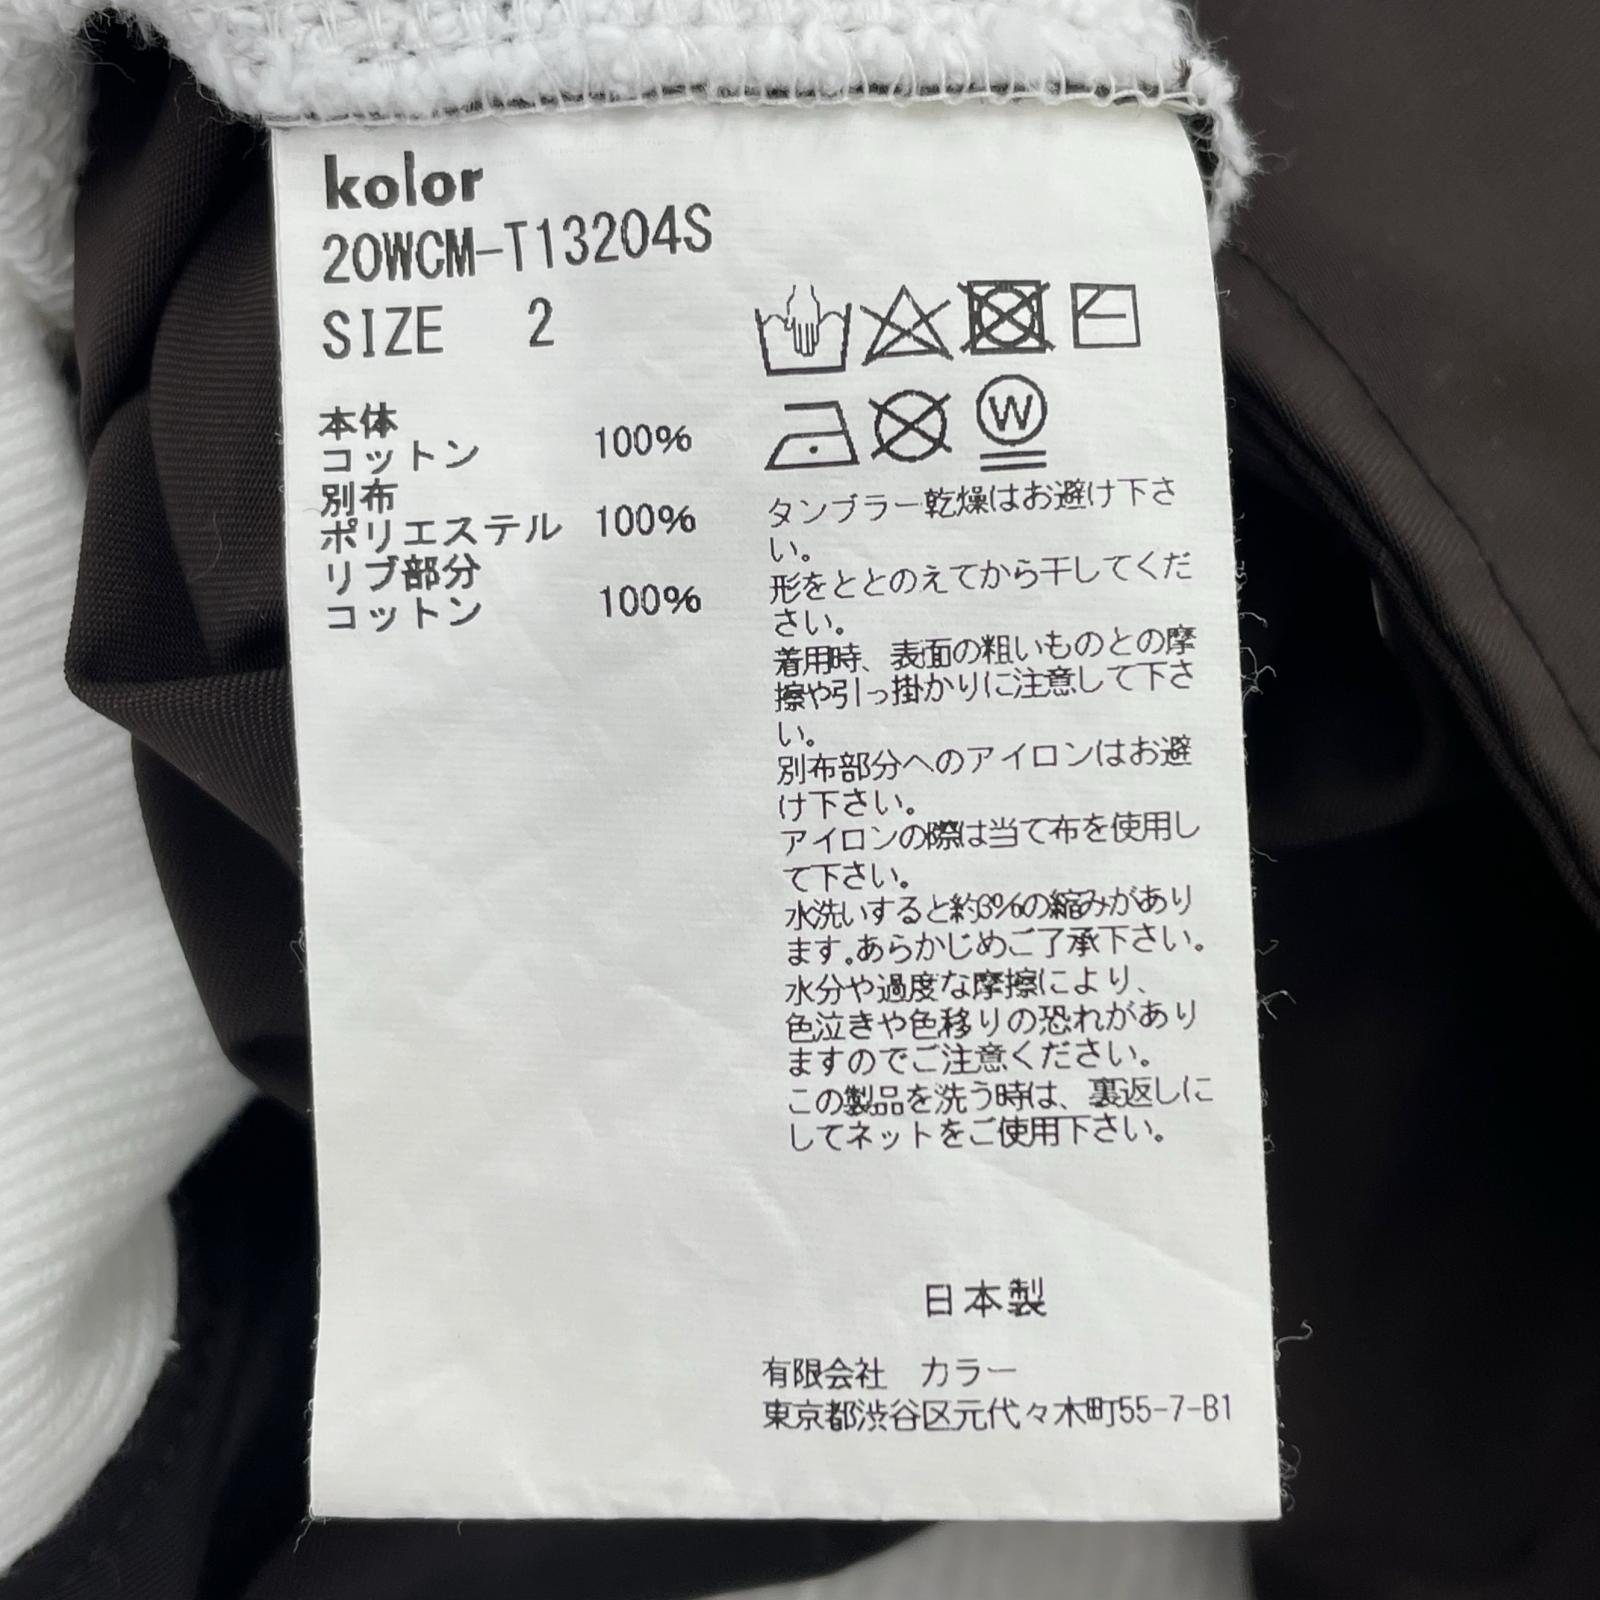 kolor
20WCM-T13204S
SIZE 2
本体
コットン 100%
別布
ポリエステル 100%
リブ部分
コットン 100%
W
タンブラー乾燥はお避け下さ
い。
形をととのえてから干してくだ
さい。
着用時、表面の粗いものとの摩
擦や引っ掛かりに注意して下さ
い。
別布部分へのアイロンはお避
け下さい。
アイロンの際は当て布を使用し
て下さい。
水洗いすると約3%の縮みがあり
ます。あらかじめご了承下さい。
水分や過度な摩擦により、
色泣きや色移りの恐れがあり
ますのでご注意ください。
この製品を洗う時は、裏返しに
してネットをご使用下さい。
日本製
有限会社 カラー
東京都渋谷区元代々木町55-7-B1